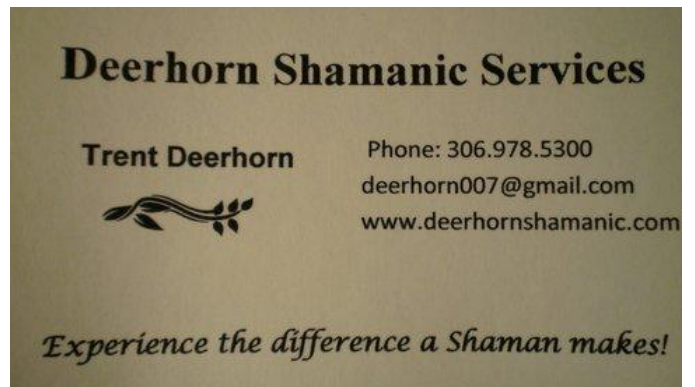 Deerhorn Shamanic Services
Trent Deerhorn
Phone: 306.978.5300
deerhorn007@gmail.com
www.deerhornshamanic.com
Experience the difference a Shaman makes!